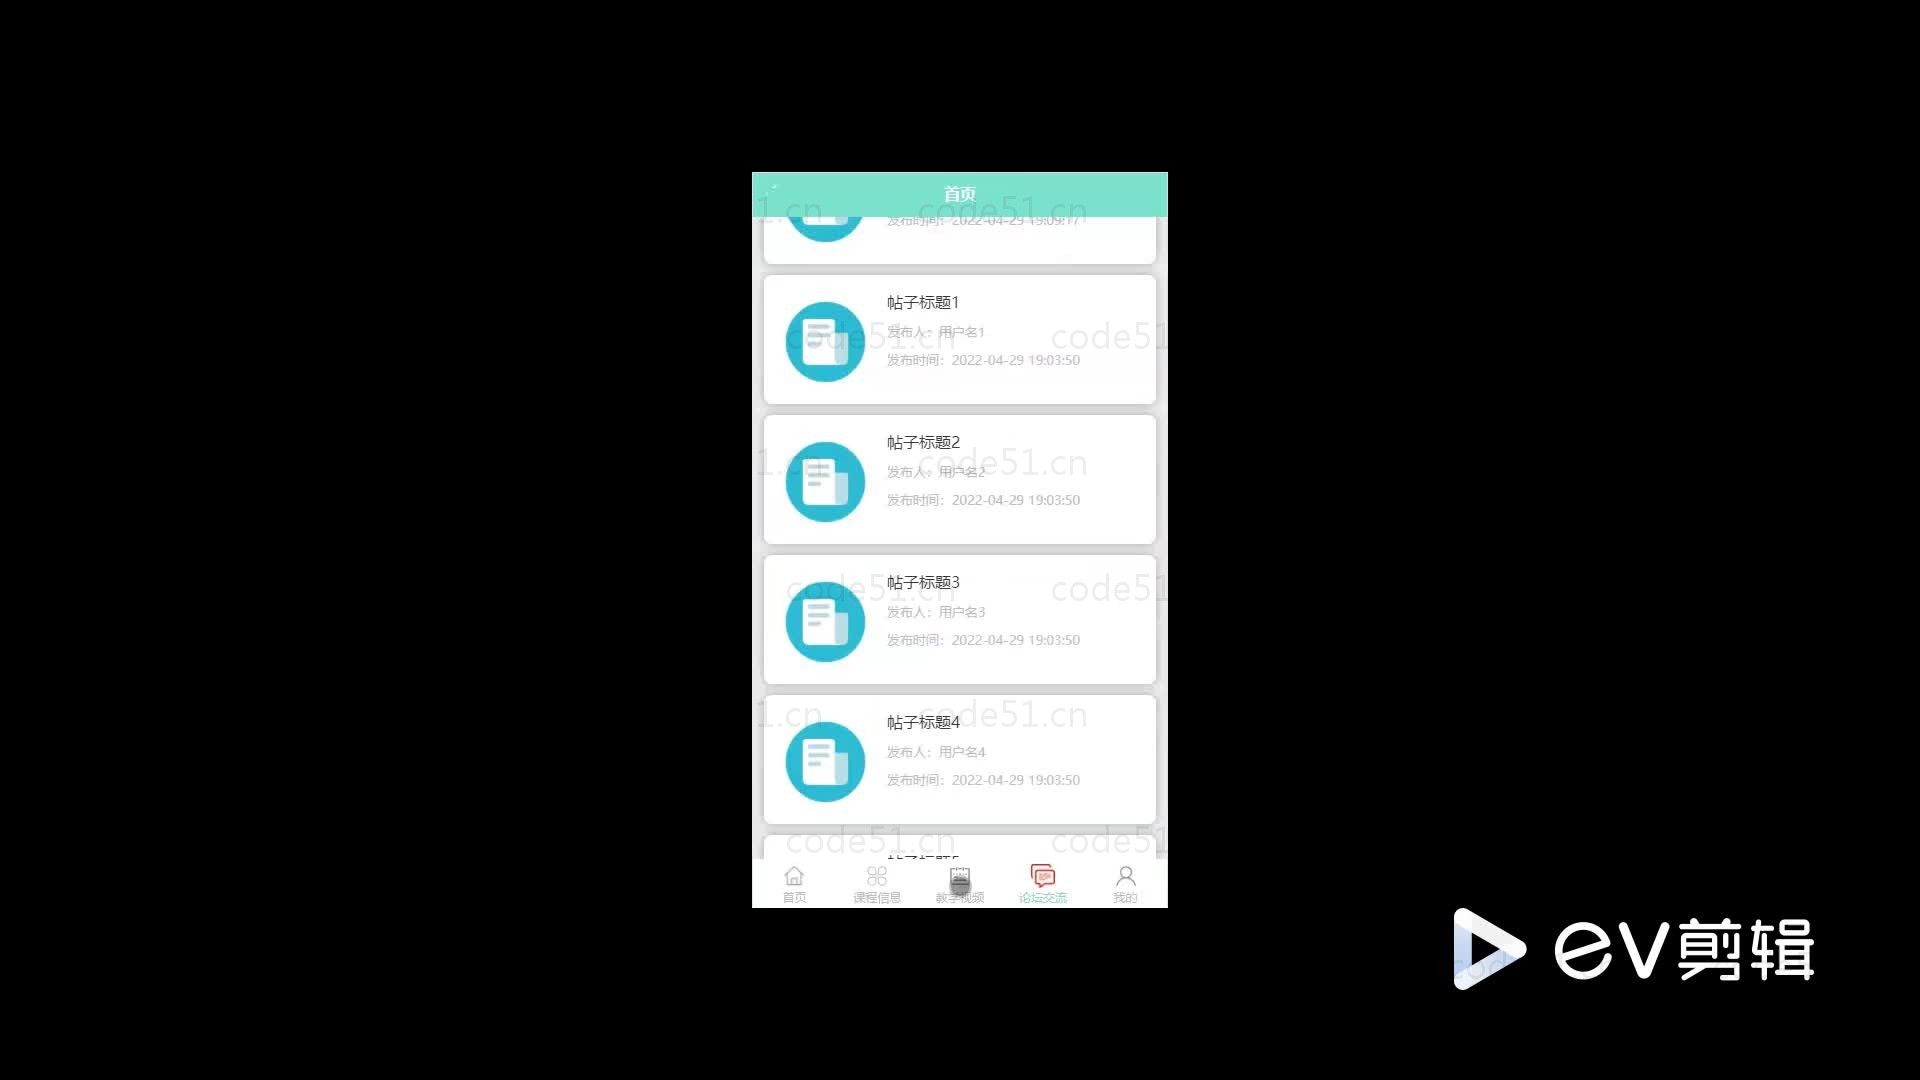 首页
发布时间：2022-04-29 19:09:17
帖子标题1
发布人：用户名1
发布时间：2022-04-29 19:03:50
帖子标题2
发布人：用户名2
发布时间：2022-04-29 19:03:50
帖子标题3
发布人：用户名3
发布时间：2022-04-29 19:03:50
帖子标题4
发布人：用户名4
发布时间：2022-04-29 19:03:50
帖子标题5
首页 课程信息 教学视频 论坛交流 我的
ev剪辑
code51.cn